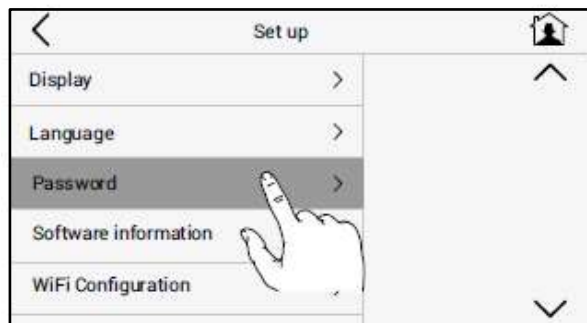 Set up
Display
Language
Password
Software information
WiFi Configuration